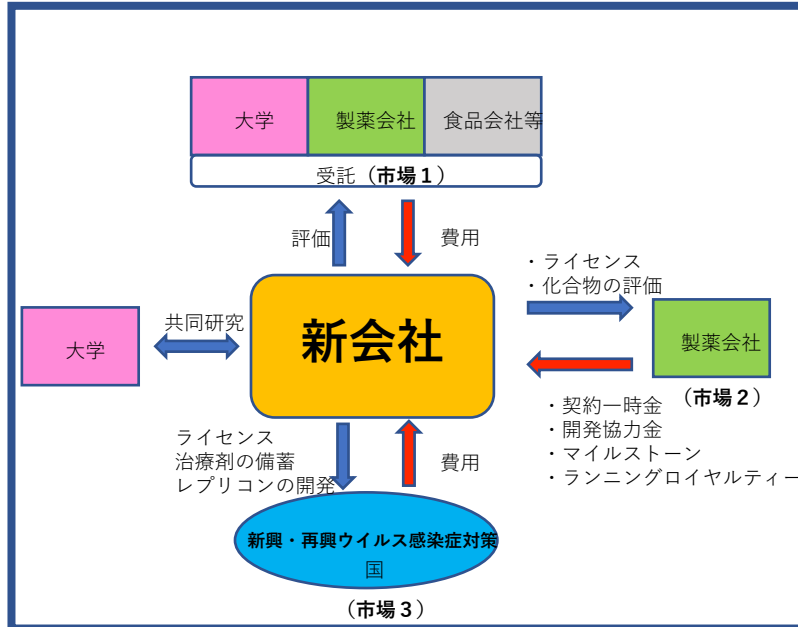 大学
製薬会社
食品会社等
受託（市場１）
評価
費用
・ライセンス
・化合物の評価
大学
共同研究
新会社
製薬会社
（市場２）
・契約一時金
・開発協力金
・マイルストーン
・ランニングロイヤルティー
ライセンス
治療剤の備蓄
レプリコンの開発
費用
新興・再興ウイルス感染症対策
国
（市場３）